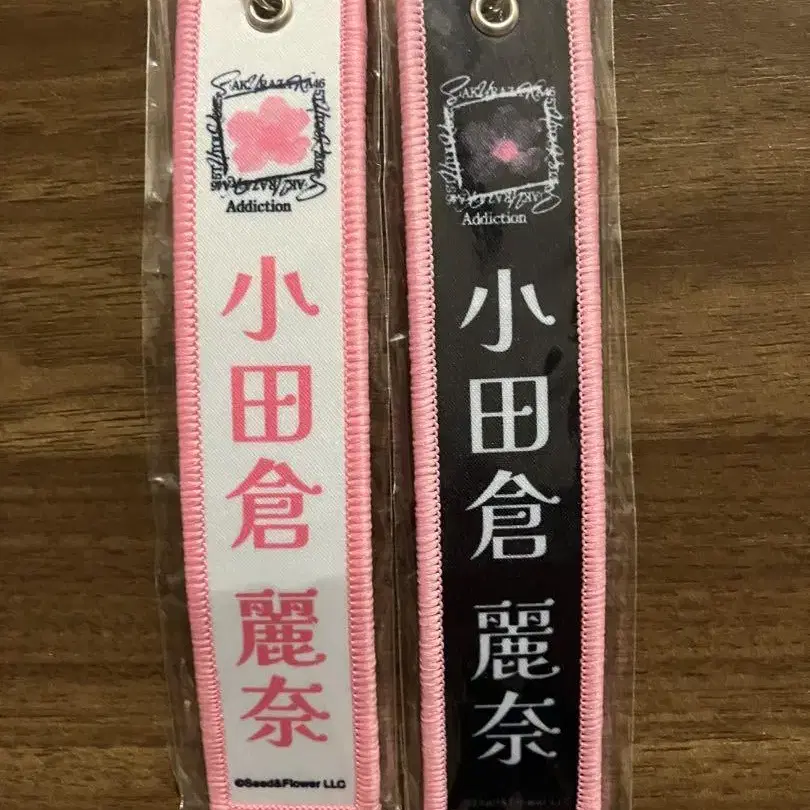 SAKURAZAKA46
Addiction
小田倉
麗奈
©Seed&Flower LLC
SAKURAZAKA46
Addiction
小田倉
麗奈